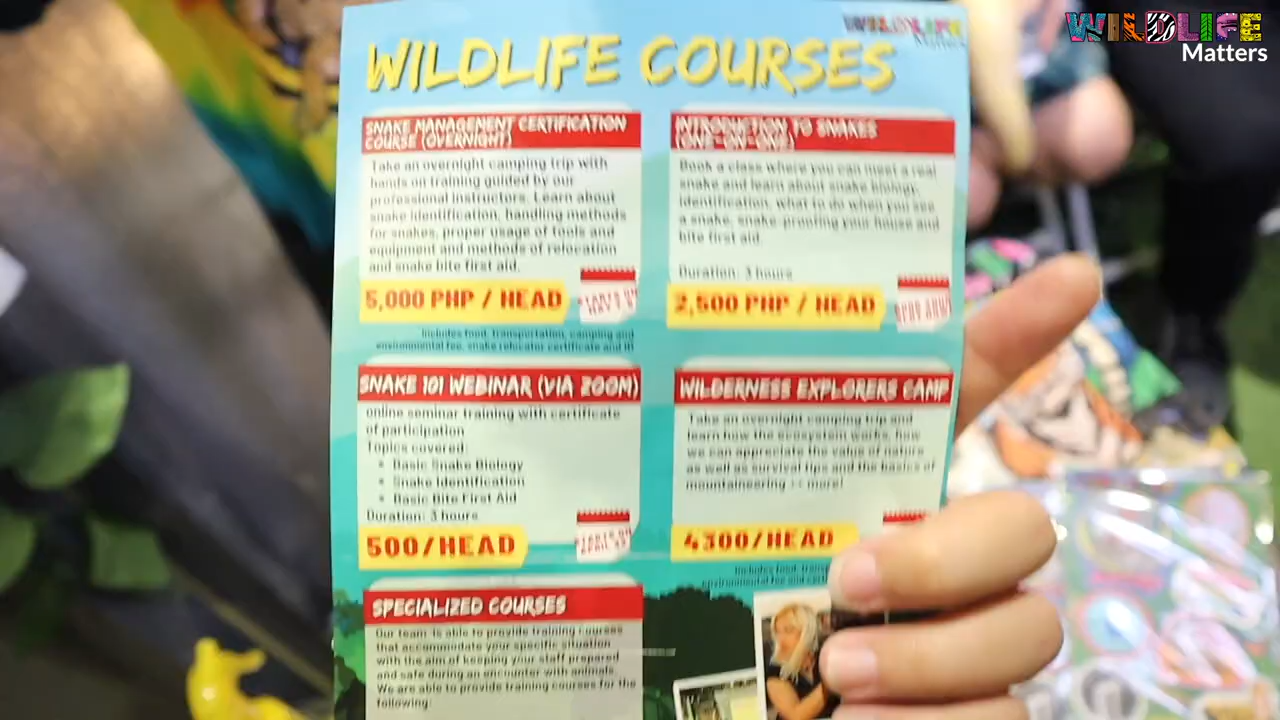 WILDLIFE
Matters
WILDLIFE
Matters
WILDLIFE COURSES
SNAKE MANAGEMENT CERTIFICATION
COURSE (OVERNIGHT)
Take an overnight camping trip with
hands on training guided by our
professional instructors. Learn about
snake identification, handling methods
for snakes, proper usage of tools and
equipment and methods of relocation
and snake bite first aid.
5,000 PHP / HEAD
Includes food, transportation, camping and
environmental fee, snake relocator certificate and ID
INTRODUCTION TO SNAKES
(ONE-ON-ONE)
Book a class where you can meet a real
snake and learn about snake biology,
identification, what to do when you see
a snake, snake-proofing your house and
bite first aid.
Duration: 3 hours
2,500 PHP / HEAD
SNAKE 101 WEBINAR (VIA ZOOM)
online seminar training with certificate
of participation
Topics covered:
• Basic Snake Biology
• Snake Identification
• Basic Bite First Aid
Duration: 3 hours
500/HEAD
WILDERNESS EXPLORERS CAMP
Take an overnight camping trip and
learn how the ecosystem works, how
we can appreciate the value of nature
as well as survival tips and the basics of
mountaineering ++ more!
4300/HEAD
Includes food,
environmental fee and
SPECIALIZED COURSES
Our team is able to provide training courses
that accommodate your specific situation
with the aim of keeping your staff prepared
and safe during an encounter with animals.
We are able to provide training courses for the
following: